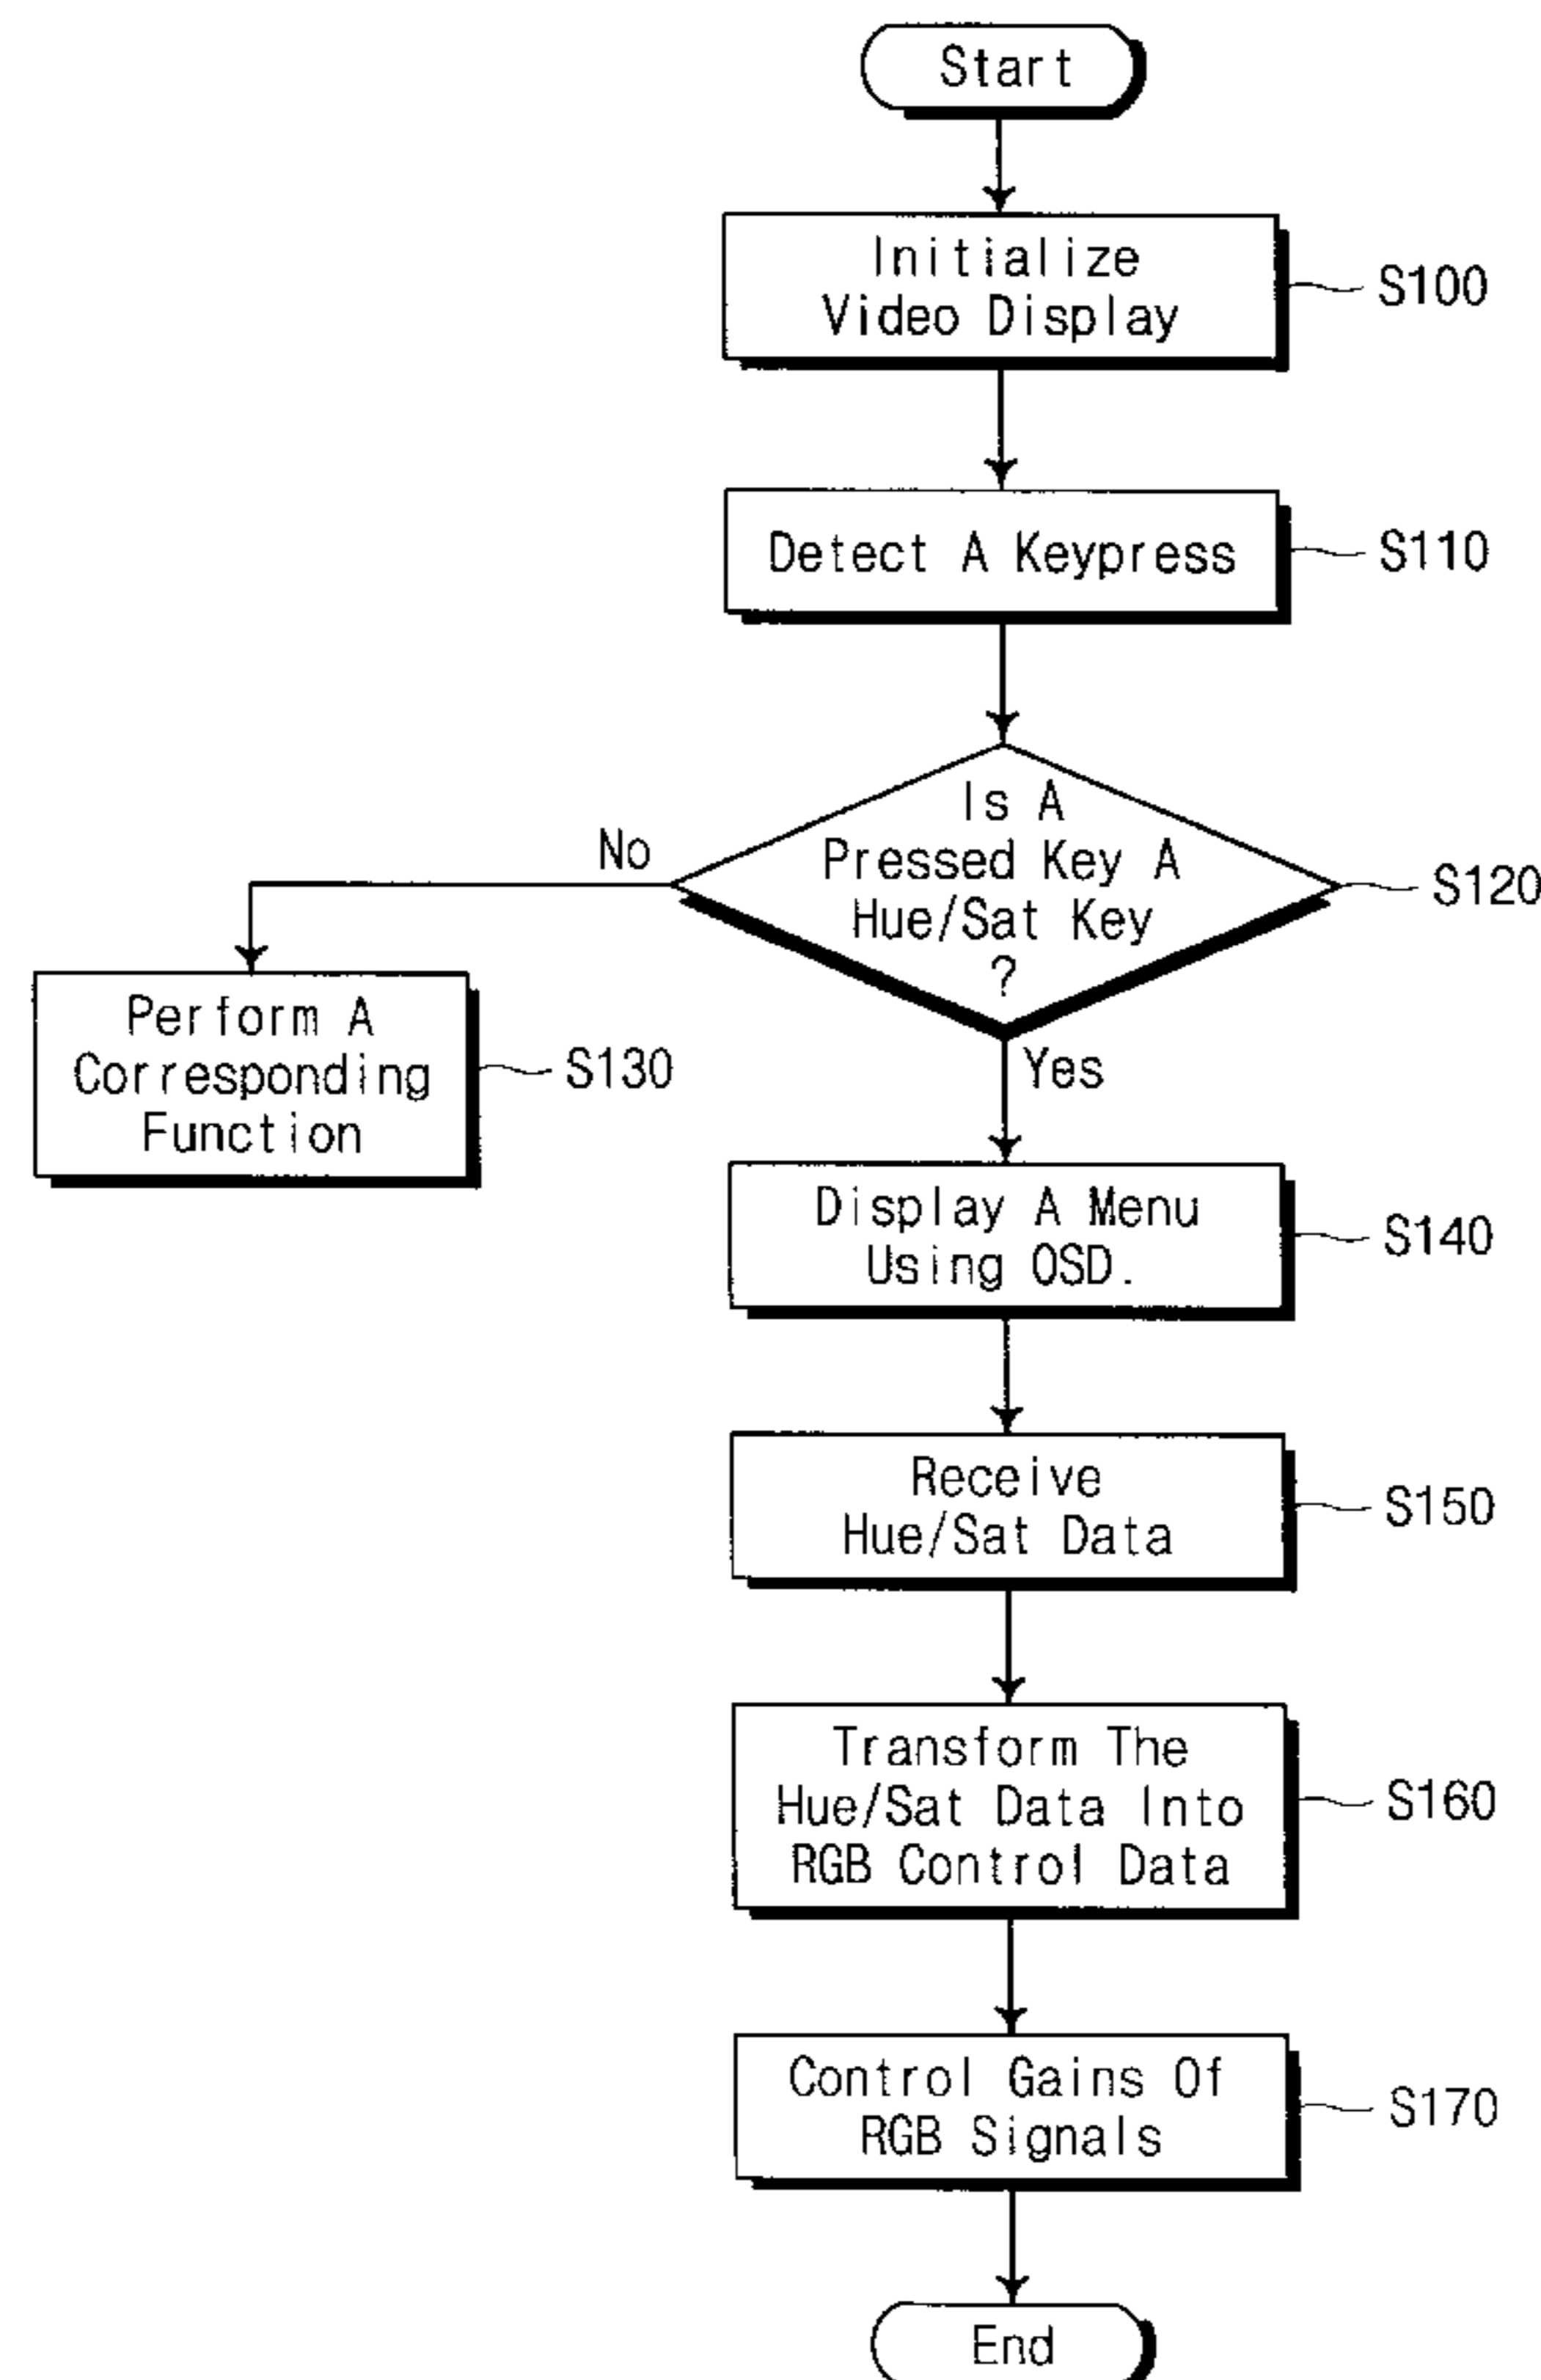 Start
Initialize
Video Display
S100
Detect A Keypress
S110
Is A
Pressed Key A
Hue/Sat Key
?
S120
No
Perform A
Corresponding
Function
S130
Yes
Display A Menu
Using OSD.
S140
Receive
Hue/Sat Data
S150
Transform The
Hue/Sat Data Into
RGB Control Data
S160
Control Gains Of
RGB Signals
S170
End